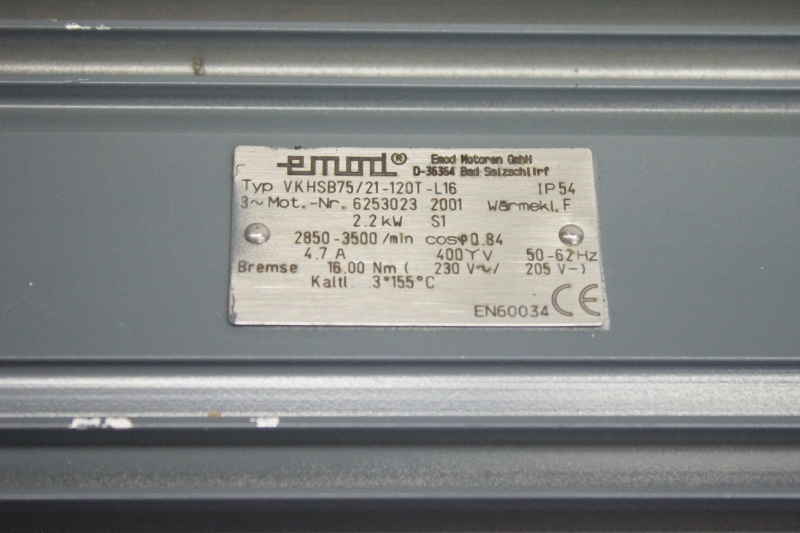 emod® Emod Motoren GmbH
D-36364 Bad Salzschlirf
Typ VKHSB75/21-120T-L16 IP54
3~Mot.-Nr. 6253023 2001 Wärmekl.F
2.2kW S1
2850-3500/min cosφ0.84
4.7 A 400YV 50-62Hz
Bremse 16.00 Nm( 230 V~/ 205 V-)
Kaltl. 3*155°C
EN60034 CE